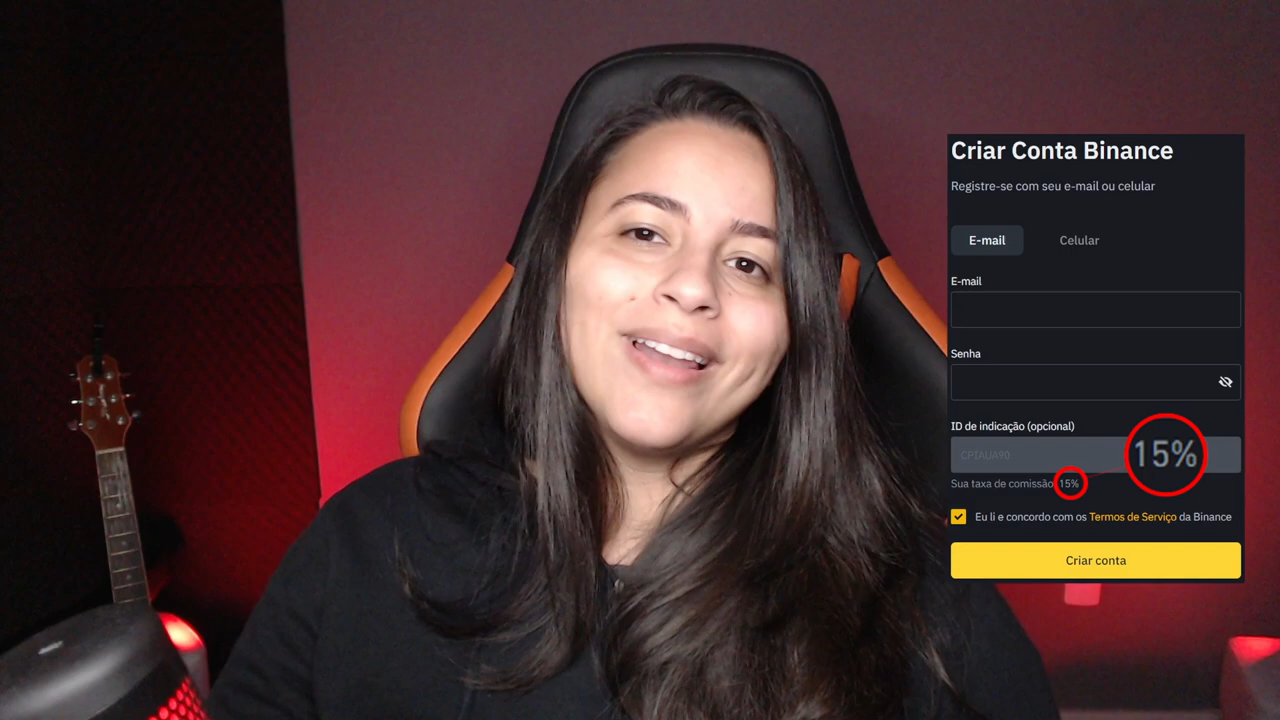 Criar Conta Binance
Registre-se com seu e-mail ou celular
E-mail
Celular
E-mail
Senha
ID de indicação (opcional)
15%
Sua taxa de comissão 15%
Eu li e concordo com os Termos de Serviço da Binance
Criar conta